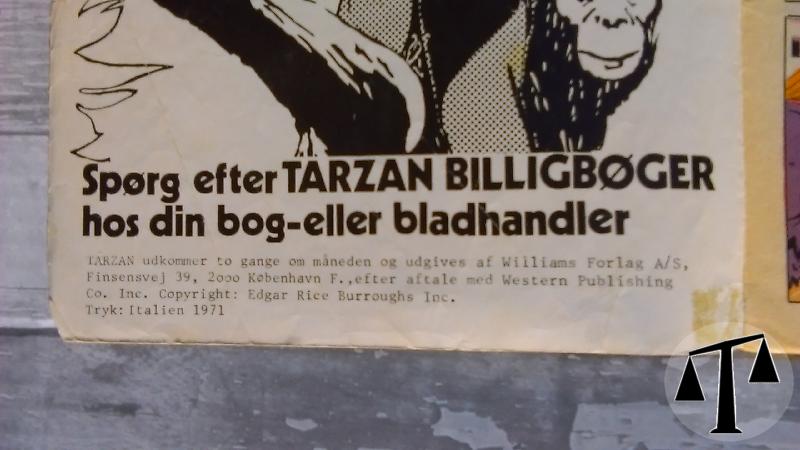 Spørg efter TARZAN BILLIGBØGER
hos din bog-eller bladhandler
TARZAN udkommer to gange om måneden og udgives af Williams Forlag A/S,
Finsensvej 39, 2ooo København F.,efter aftale med Western Publishing
Co. Inc. Copyright: Edgar Rice Burroughs Inc.
Tryk: Italien 1971